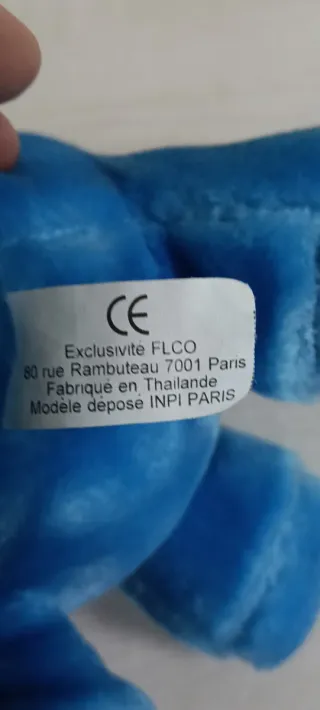 CE
Exclusivité FLCO
80 rue Rambuteau 7001 Paris
Fabriqué en Thailande
Modèle déposé INPI PARIS